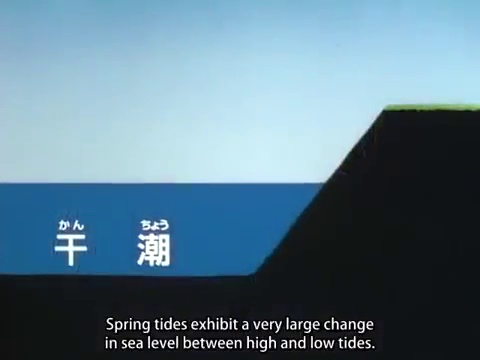 かん ちょう
干 潮
Spring tides exhibit a very large change
in sea level between high and low tides.